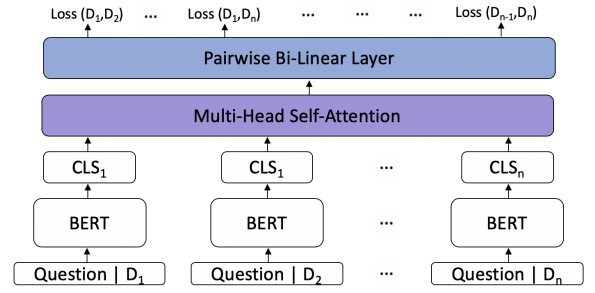 Loss (D1,D2) ... Loss (D1,Dn) ... ... ... Loss (Dn-1,Dn)
Pairwise Bi-Linear Layer
Multi-Head Self-Attention
CLS1 CLS1 ... CLSn
BERT BERT ... BERT
Question | D1 Question | D2 ... Question | Dn